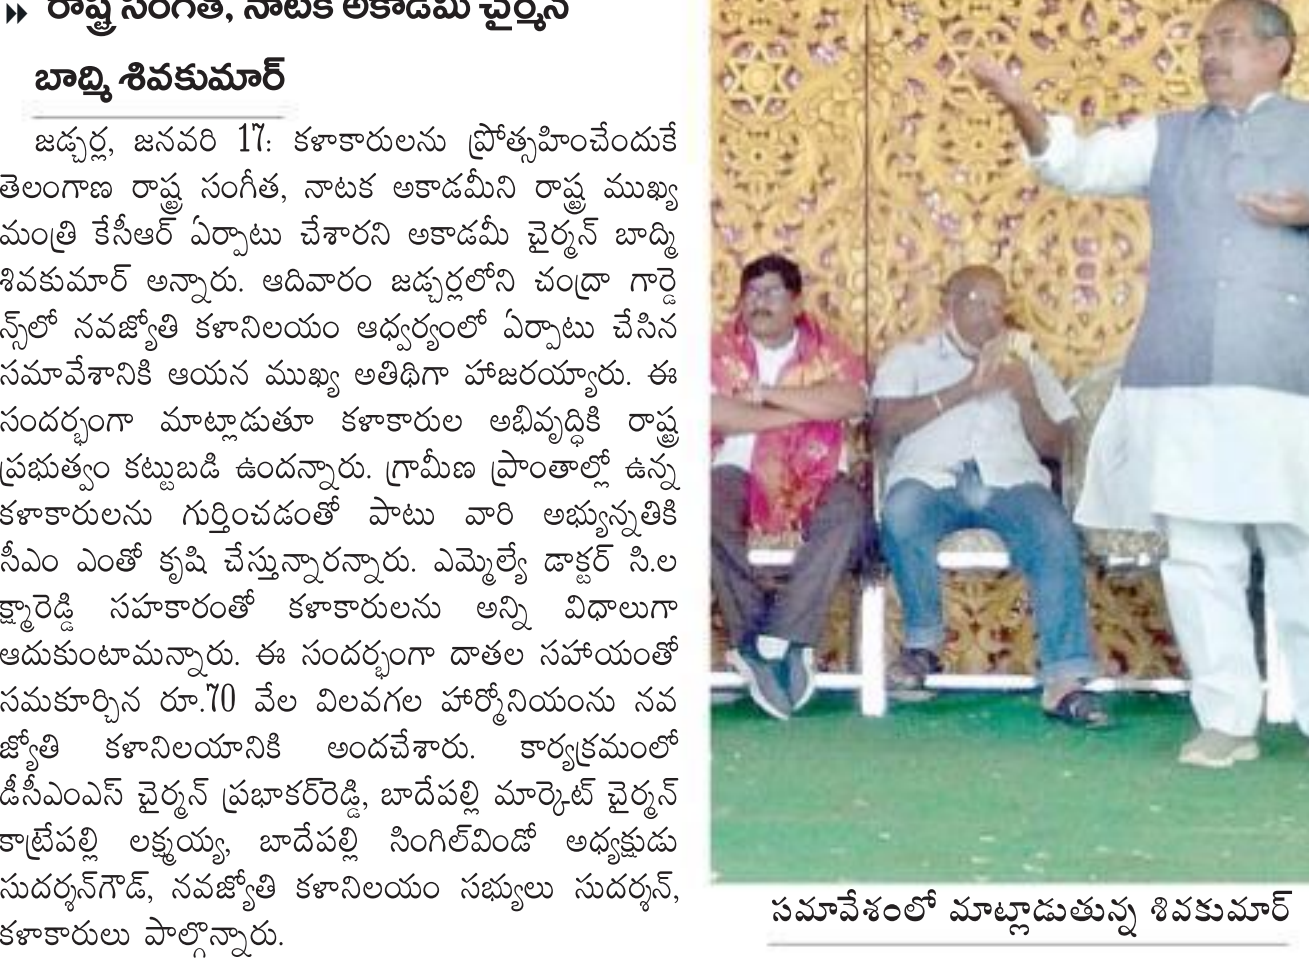 రాష్ట్ర సంగీత, నాటక అకాడమీ చైర్మన్
బాద్మి శివకుమార్
జడ్చర్ల, జనవరి 17: కళాకారులను ప్రోత్సహించేందుకే
తెలంగాణ రాష్ట్ర సంగీత, నాటక అకాడమీని రాష్ట్ర ముఖ్య
మంత్రి కేసీఆర్ ఏర్పాటు చేశారని అకాడమీ చైర్మన్ బాద్మి
శివకుమార్ అన్నారు. ఆదివారం జడ్చర్లలోని చంద్రా గార్డె
న్స్‌లో నవజ్యోతి కళానిలయం ఆధ్వర్యంలో ఏర్పాటు చేసిన
సమావేశానికి ఆయన ముఖ్య అతిథిగా హాజరయ్యారు. ఈ
సందర్భంగా మాట్లాడుతూ కళాకారుల అభివృద్ధికి రాష్ట్ర
ప్రభుత్వం కట్టుబడి ఉందన్నారు. గ్రామీణ ప్రాంతాల్లో ఉన్న
కళాకారులను గుర్తించడంతో పాటు వారి అభ్యున్నతికి
సీఎం ఎంతో కృషి చేస్తున్నారన్నారు. ఎమ్మెల్యే డాక్టర్ సి.ల
క్ష్మారెడ్డి సహకారంతో కళాకారులను అన్ని విధాలుగా
ఆదుకుంటామన్నారు. ఈ సందర్భంగా దాతల సహాయంతో
సమకూర్చిన రూ.70 వేల విలవగల హార్మోనియంను నవ
జ్యోతి కళానిలయానికి అందచేశారు. కార్యక్రమంలో
డీసీఎంఎస్ చైర్మన్ ప్రభాకర్‌రెడ్డి, బాదేపల్లి మార్కెట్ చైర్మన్
కాట్రేపల్లి లక్ష్మయ్య, బాదేపల్లి సింగిల్‌విండో అధ్యక్షుడు
సుదర్శన్‌గౌడ్, నవజ్యోతి కళానిలయం సభ్యులు సుదర్శన్,
కళాకారులు పాల్గొన్నారు.
సమావేశంలో మాట్లాడుతున్న శివకుమార్